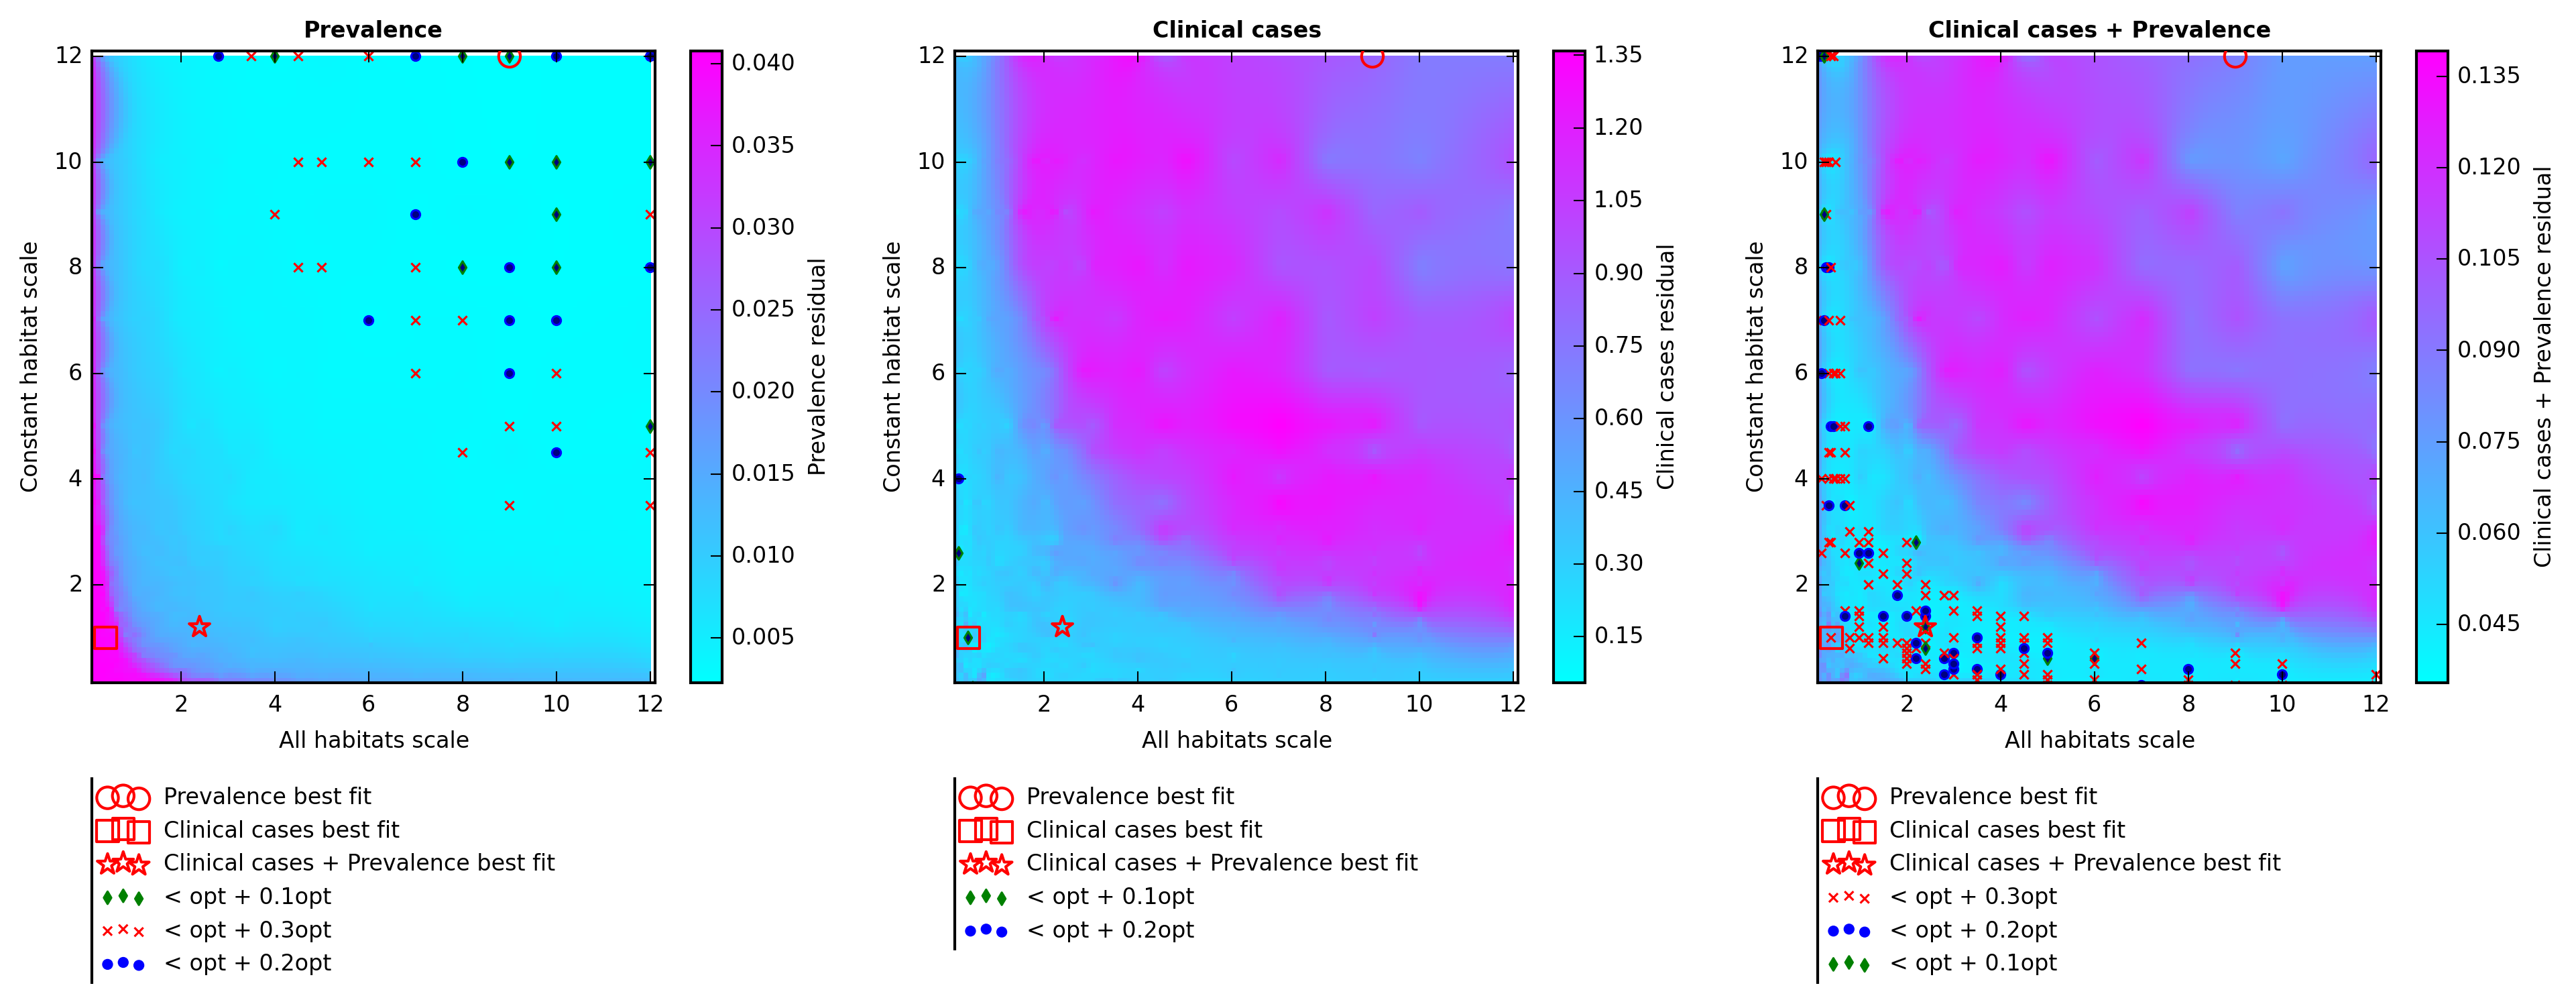 Prevalence
12
10
8
6
4
2
Constant habitat scale
2 4 6 8 10 12
All habitats scale
0.040
0.035
0.030
0.025
0.020
0.015
0.010
0.005
Prevalence residual
Prevalence best fit
Clinical cases best fit
Clinical cases + Prevalence best fit
< opt + 0.1opt
< opt + 0.3opt
< opt + 0.2opt
Clinical cases
12
10
8
6
4
2
Constant habitat scale
2 4 6 8 10 12
All habitats scale
1.35
1.20
1.05
0.90
0.75
0.60
0.45
0.30
0.15
Clinical cases residual
Prevalence best fit
Clinical cases best fit
Clinical cases + Prevalence best fit
< opt + 0.1opt
< opt + 0.2opt
Clinical cases + Prevalence
12
10
8
6
4
2
Constant habitat scale
2 4 6 8 10 12
All habitats scale
0.135
0.120
0.105
0.090
0.075
0.060
0.045
Clinical cases + Prevalence residual
Prevalence best fit
Clinical cases best fit
Clinical cases + Prevalence best fit
< opt + 0.3opt
< opt + 0.2opt
< opt + 0.1opt